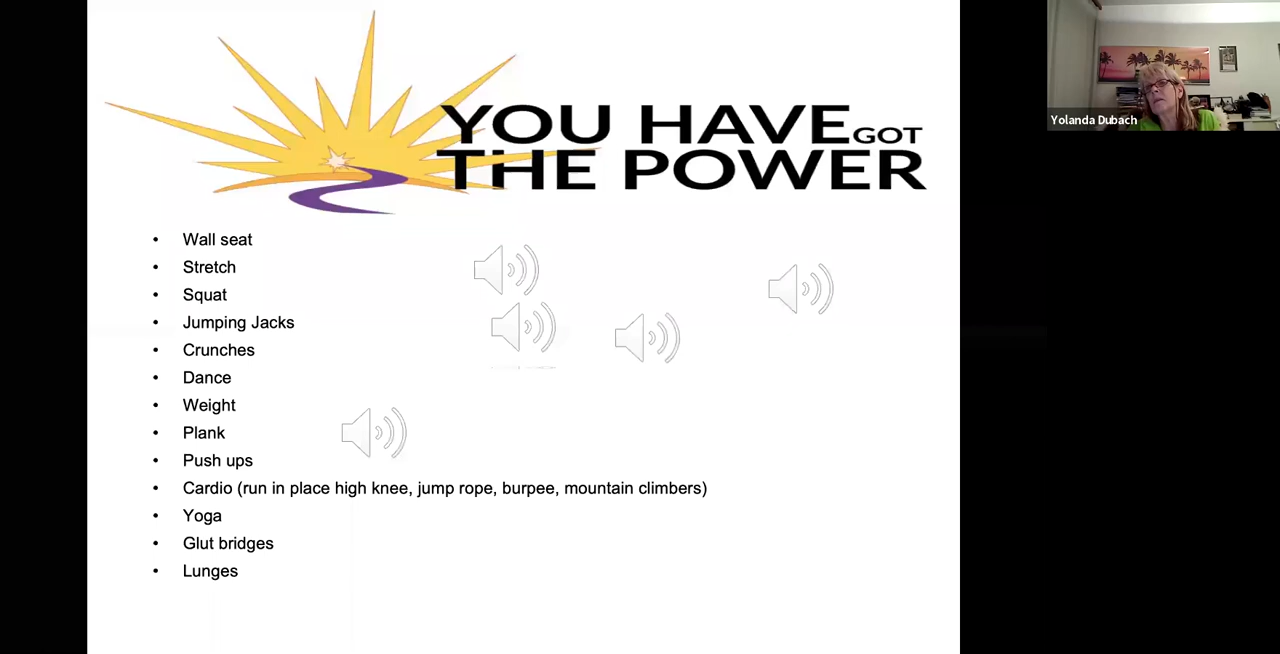 YOU HAVE GOT
THE POWER
Yolanda Dubach
• Wall seat
• Stretch
• Squat
• Jumping Jacks
• Crunches
• Dance
• Weight
• Plank
• Push ups
• Cardio (run in place high knee, jump rope, burpee, mountain climbers)
• Yoga
• Glut bridges
• Lunges